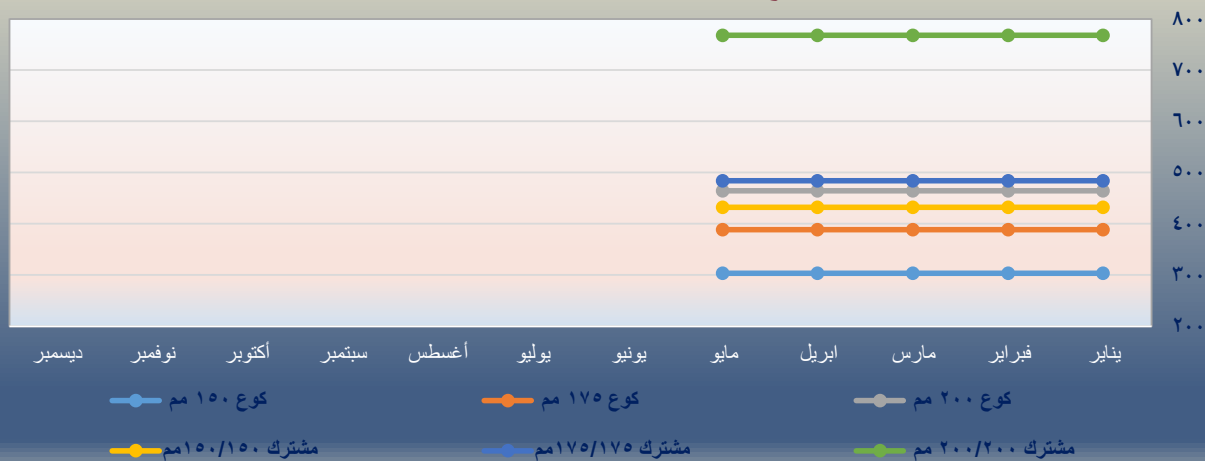 ٨٠٠
٧٠٠
٦٠٠
٥٠٠
٤٠٠
٣٠٠
٢٠٠
يناير فبراير مارس ابريل مايو يونيو يوليو أغسطس سبتمبر أكتوبر نوفمبر ديسمبر
كوع ٢٠٠ مم كوع ١٧٥ مم كوع ١٥٠ مم
مشترك ٢٠٠/٢٠٠ مم مشترك ١٧٥/١٧٥مم مشترك ١٥٠/١٥٠مم